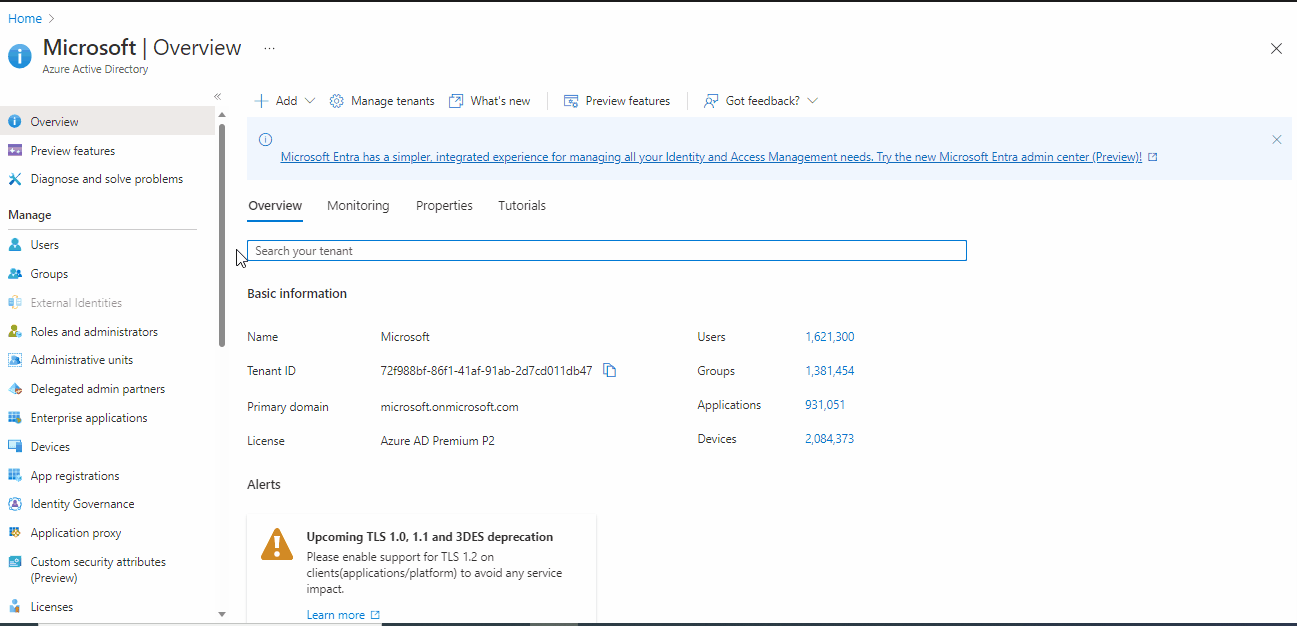 Home
Microsoft | Overview ...
Azure Active Directory
«
Overview
Preview features
Diagnose and solve problems
Manage
Users
Groups
External Identities
Roles and administrators
Administrative units
Delegated admin partners
Enterprise applications
Devices
App registrations
Identity Governance
Application proxy
Custom security attributes
(Preview)
Licenses
Add Manage tenants What's new Preview features Got feedback?
Microsoft Entra has a simpler, integrated experience for managing all your Identity and Access Management needs. Try the new Microsoft Entra admin center (Preview)!
Overview Monitoring Properties Tutorials
Search your tenant
Basic information
Name Microsoft Users 1,621,300
Tenant ID 72f988bf-86f1-41af-91ab-2d7cd011db47 Groups 1,381,454
Primary domain microsoft.onmicrosoft.com Applications 931,051
License Azure AD Premium P2 Devices 2,084,373
Alerts
Upcoming TLS 1.0, 1.1 and 3DES deprecation
Please enable support for TLS 1.2 on
clients(applications/platform) to avoid any service
impact.
Learn more